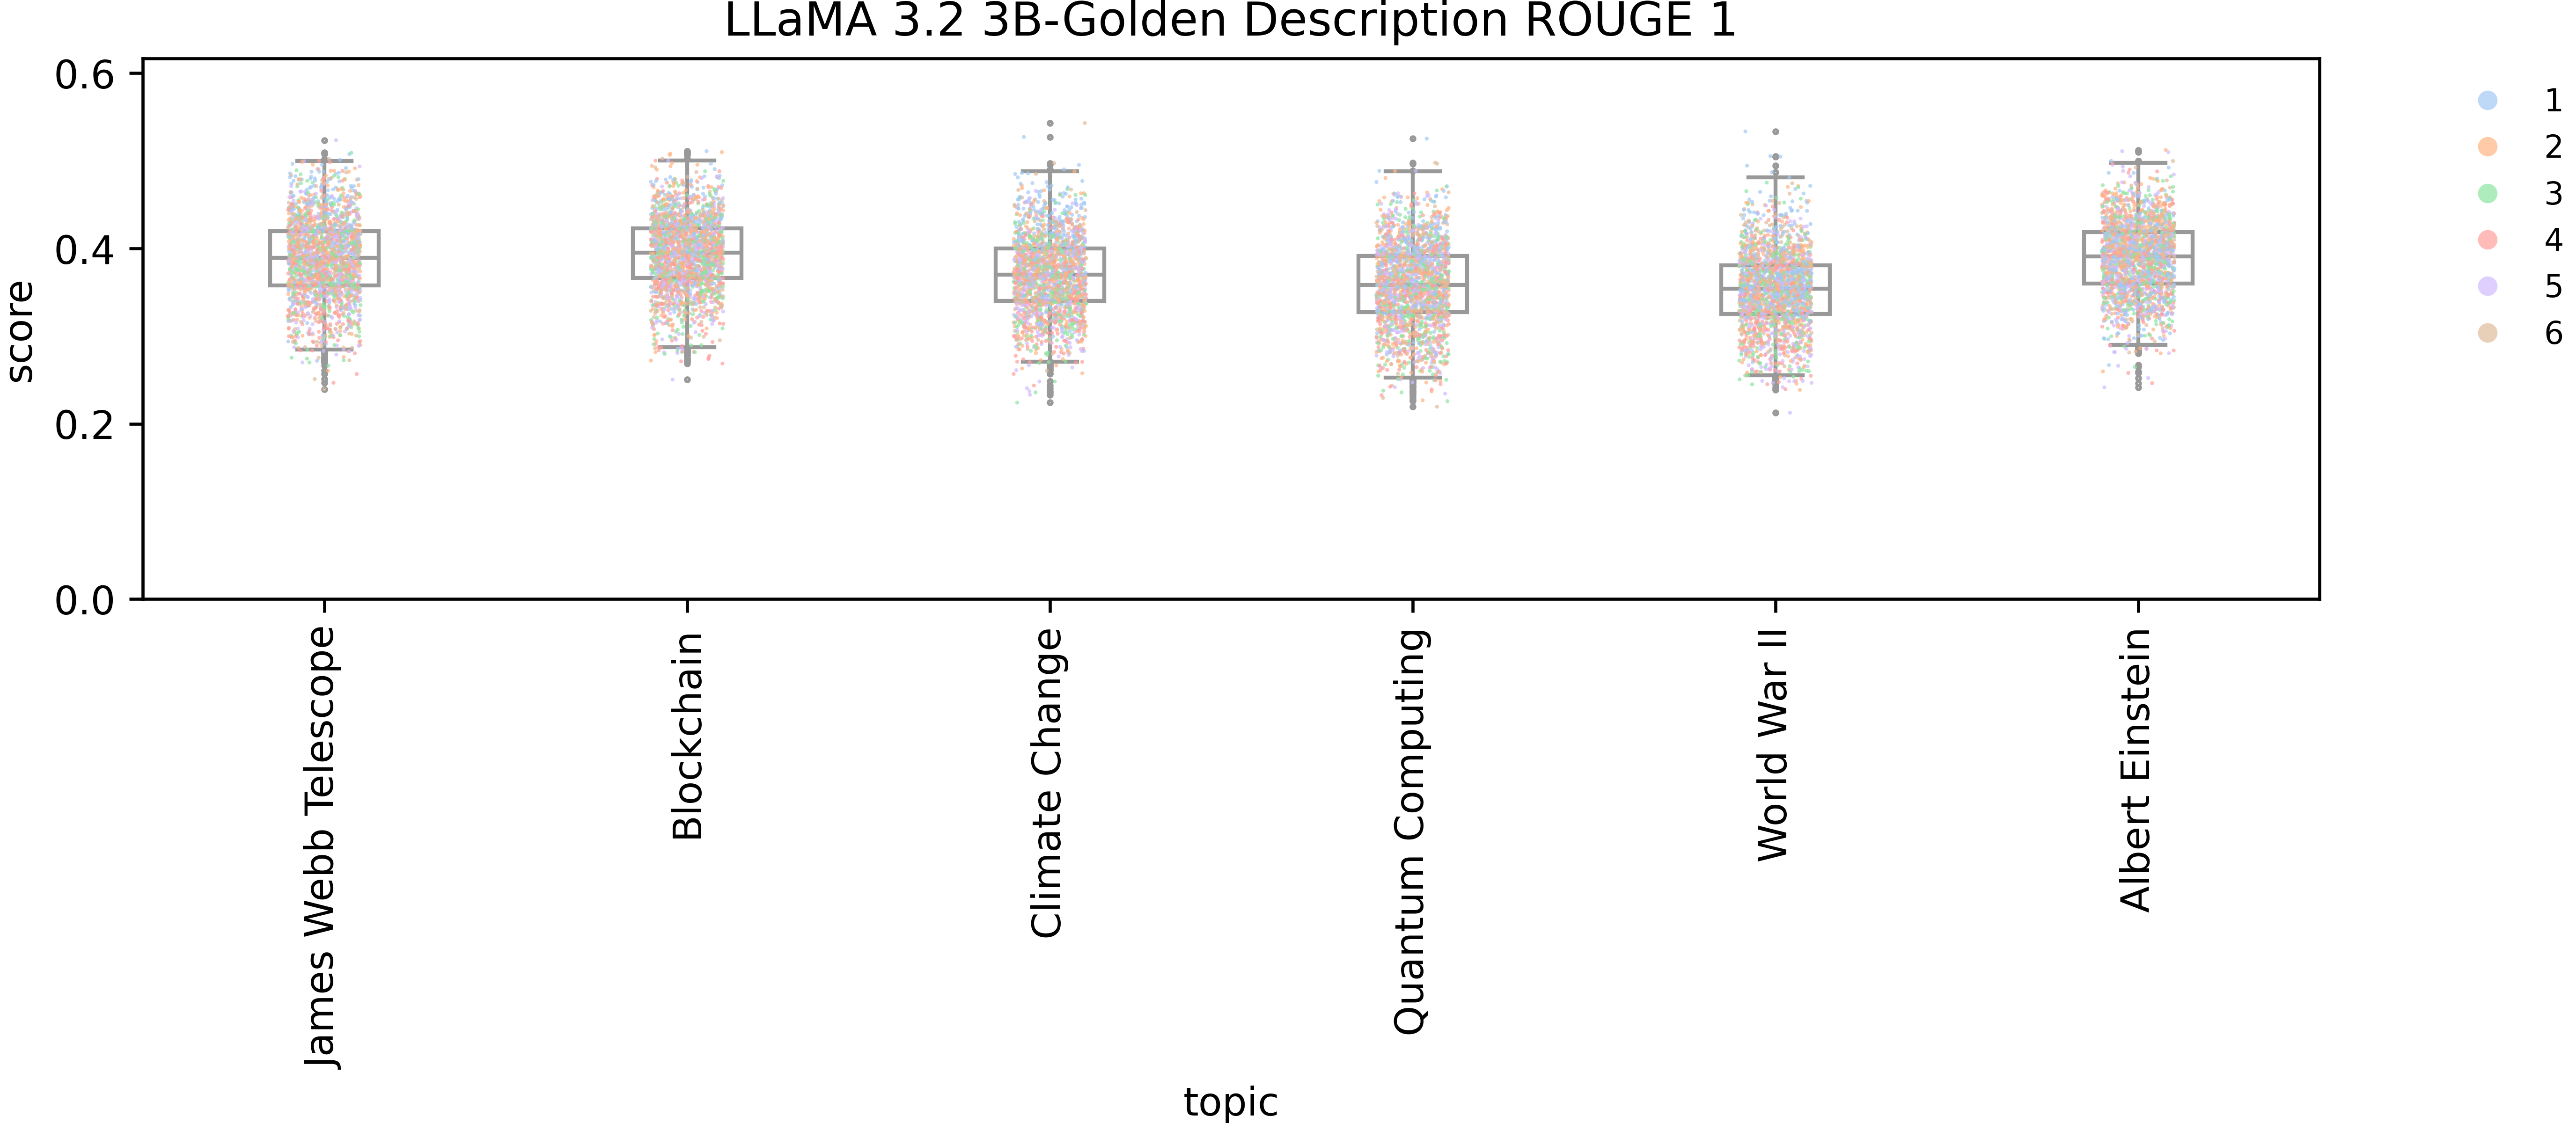 LLaMA 3.2 3B-Golden Description ROUGE 1
score
0.6
0.4
0.2
0.0
James Webb Telescope
Blockchain
Climate Change
Quantum Computing
World War II
Albert Einstein
topic
1
2
3
4
5
6